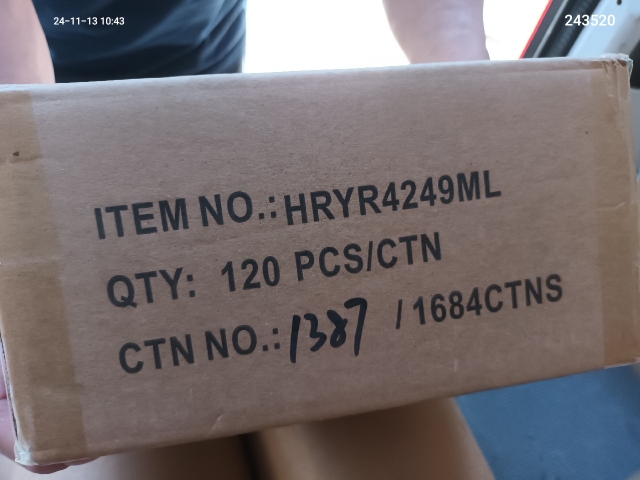 24-11-13 10:43
243520
ITEM NO.: HRYR4249ML
QTY: 120 PCS/CTN
CTN NO.: 1387 / 1684CTNS